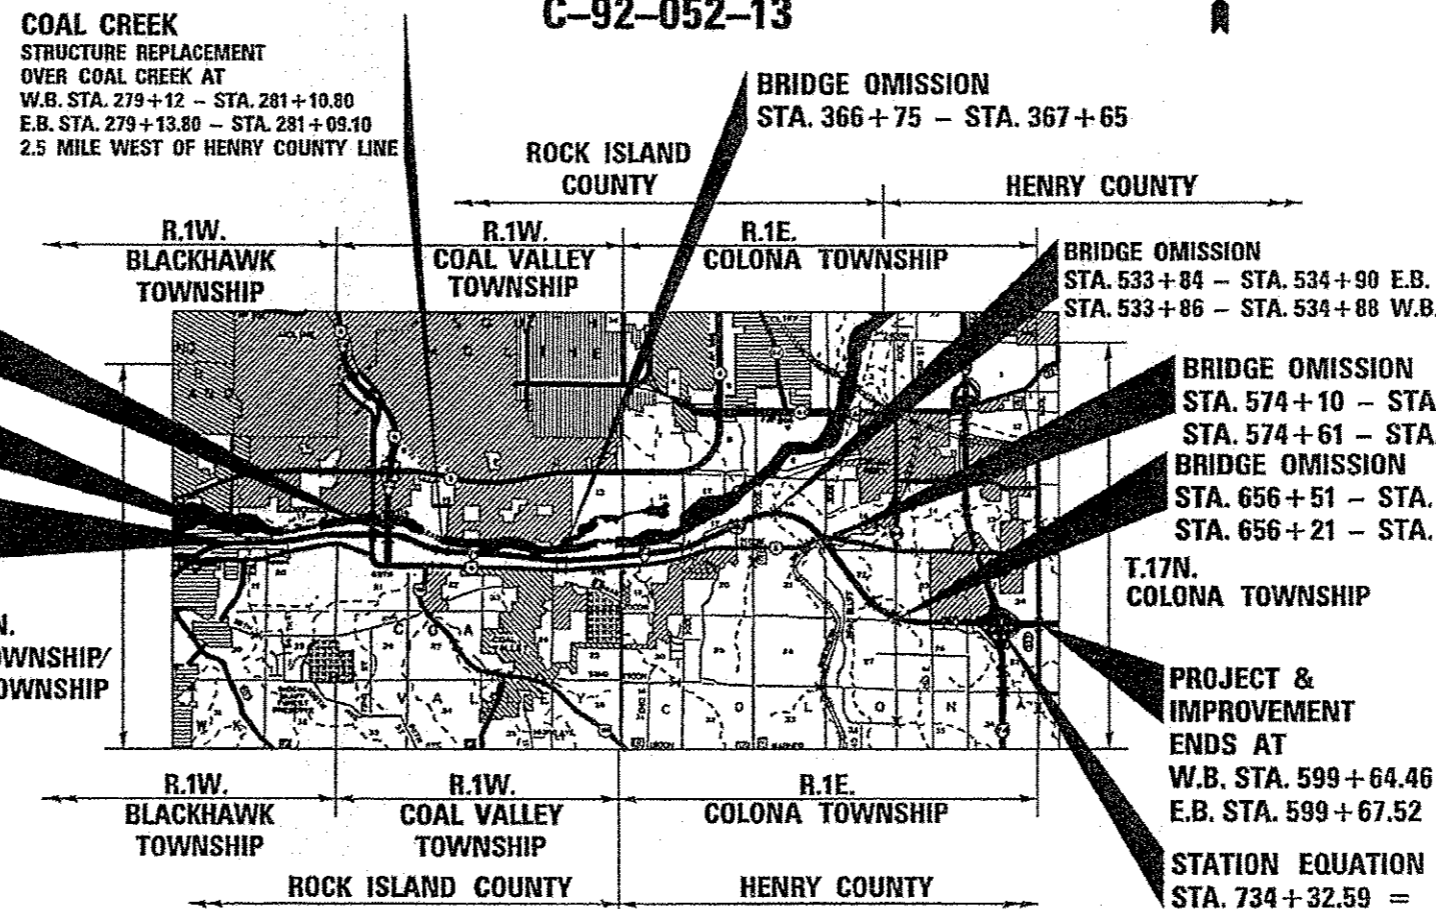 C–92–052–13
COAL CREEK
STRUCTURE REPLACEMENT
OVER COAL CREEK AT
W.B. STA. 279+12 – STA. 281+10.80
E.B. STA. 279+13.80 – STA. 281+09.10
2.5 MILE WEST OF HENRY COUNTY LINE
BRIDGE OMISSION
STA. 366+75 – STA. 367+65
ROCK ISLAND
COUNTY
HENRY COUNTY
R.1W.
BLACKHAWK
TOWNSHIP
R.1W.
COAL VALLEY
TOWNSHIP
R.1E.
COLONA TOWNSHIP
BRIDGE OMISSION
STA. 533+84 – STA. 534+90 E.B.
STA. 533+86 – STA. 534+88 W.B.
BRIDGE OMISSION
STA. 574+10 – STA
STA. 574+61 – STA.
BRIDGE OMISSION
STA. 656+51 – STA.
STA. 656+21 – STA.
T.17N.
COLONA TOWNSHIP
N.
OWNSHIP/
OWNSHIP
PROJECT &
IMPROVEMENT
ENDS AT
W.B. STA. 599+64.46
E.B. STA. 599+67.52
STATION EQUATION
STA. 734+32.59 =
C O A L
V A L L E Y
C O L O N A
R.1W.
BLACKHAWK
TOWNSHIP
R.1W.
COAL VALLEY
TOWNSHIP
R.1E.
COLONA TOWNSHIP
ROCK ISLAND COUNTY
HENRY COUNTY